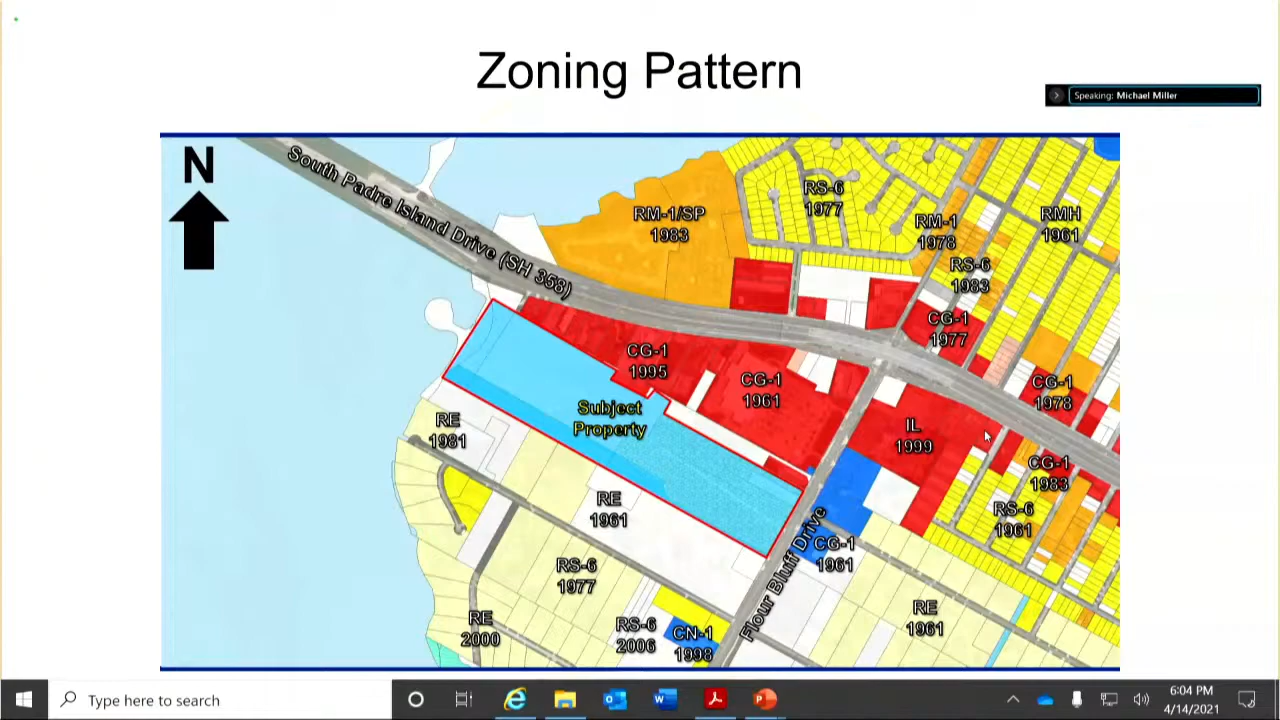 Zoning Pattern
Speaking: Michael Miller
N
South Padre Island Drive (SH 358)
RM-1/SP
1983
RS-6
1977
RM-1
1978
RMH
1961
RS-6
1983
CG-1
1977
CG-1
1995
CG-1
1961
CG-1
1978
Subject
Property
RE
1981
IL
1999
CG-1
1983
RE
1961
RS-6
1961
Flour Bluff Drive
CG-1
1961
RS-6
1977
RE
2000
RS-6
2006
CN-1
1998
RE
1961
Type here to search
6:04 PM
4/14/2021